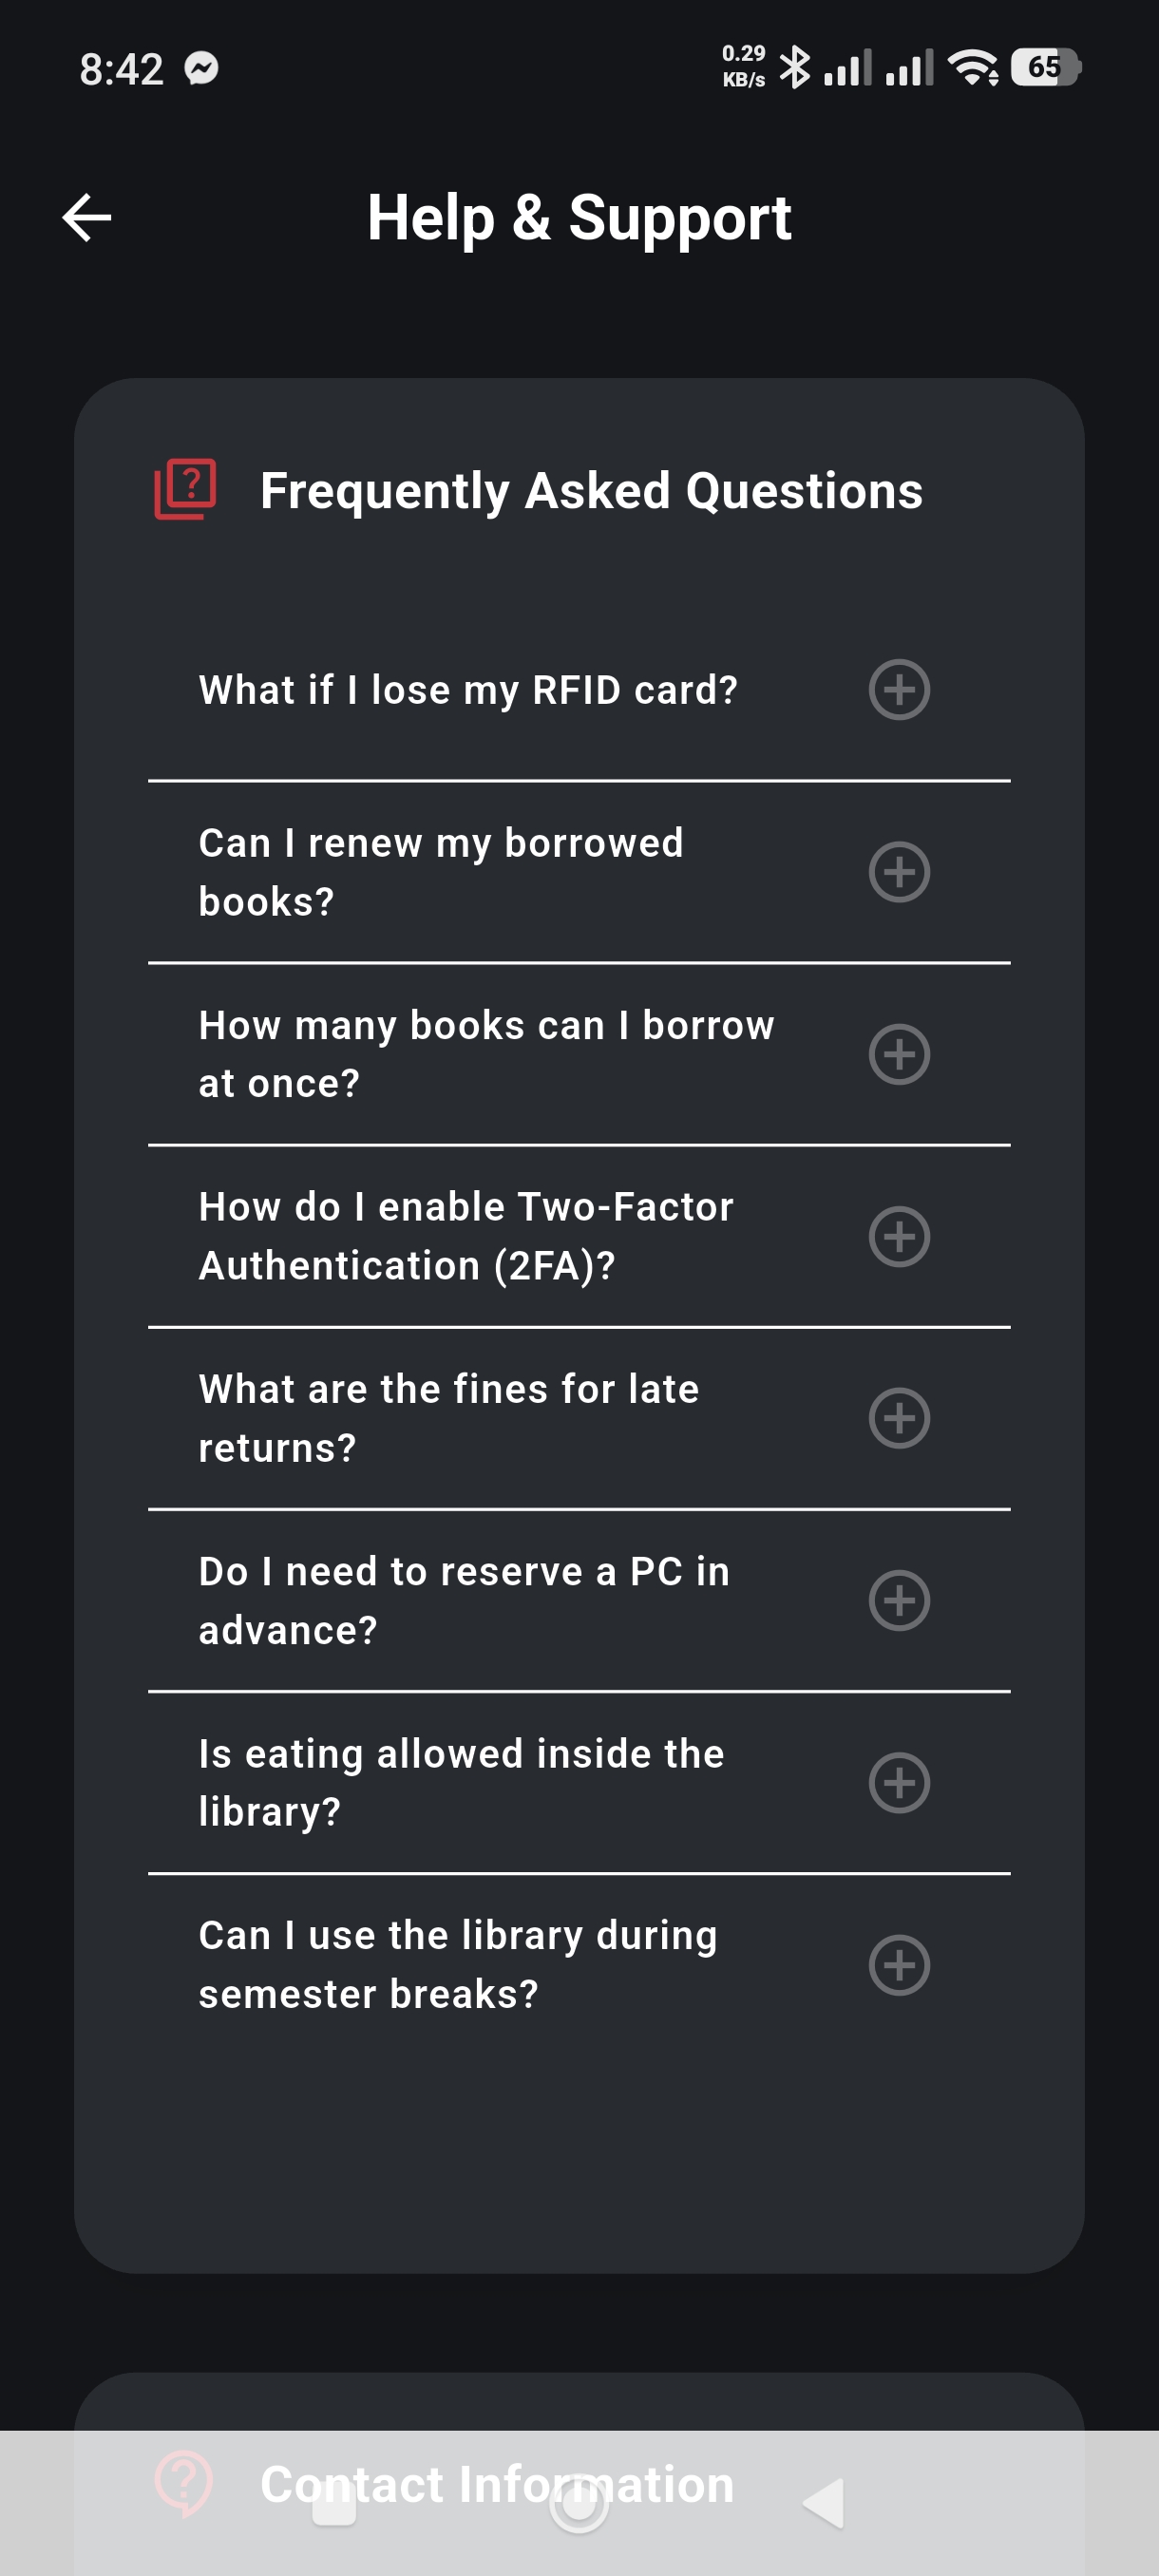 8:42
0.29
KB/s
65
Help & Support
Frequently Asked Questions
What if I lose my RFID card?
Can I renew my borrowed
books?
How many books can I borrow
at once?
How do I enable Two-Factor
Authentication (2FA)?
What are the fines for late
returns?
Do I need to reserve a PC in
advance?
Is eating allowed inside the
library?
Can I use the library during
semester breaks?
Contact Information